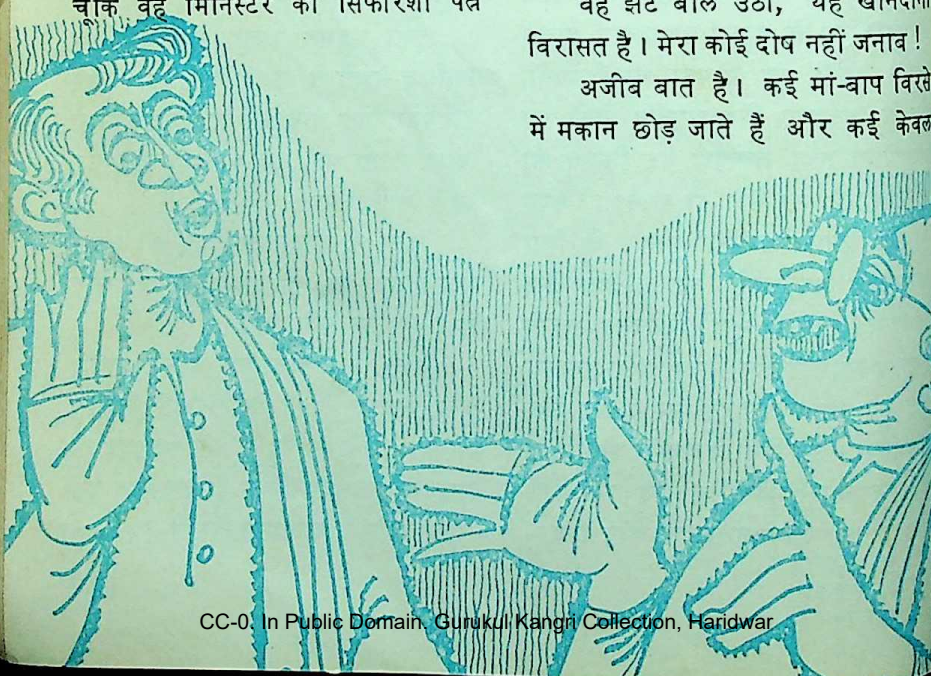 चूंकि वह मिनिस्टर का सिफारिशी पत्र
वह झट बोल उठा, यह खानदानी
विरासत है। मेरा कोई दोष नहीं जनाब !
अजीब बात है। कई मां-बाप विरसे
में मकान छोड़ जाते हैं और कई केवल
CC-0. In Public Domain. Gurukul Kangri Collection, Haridwar